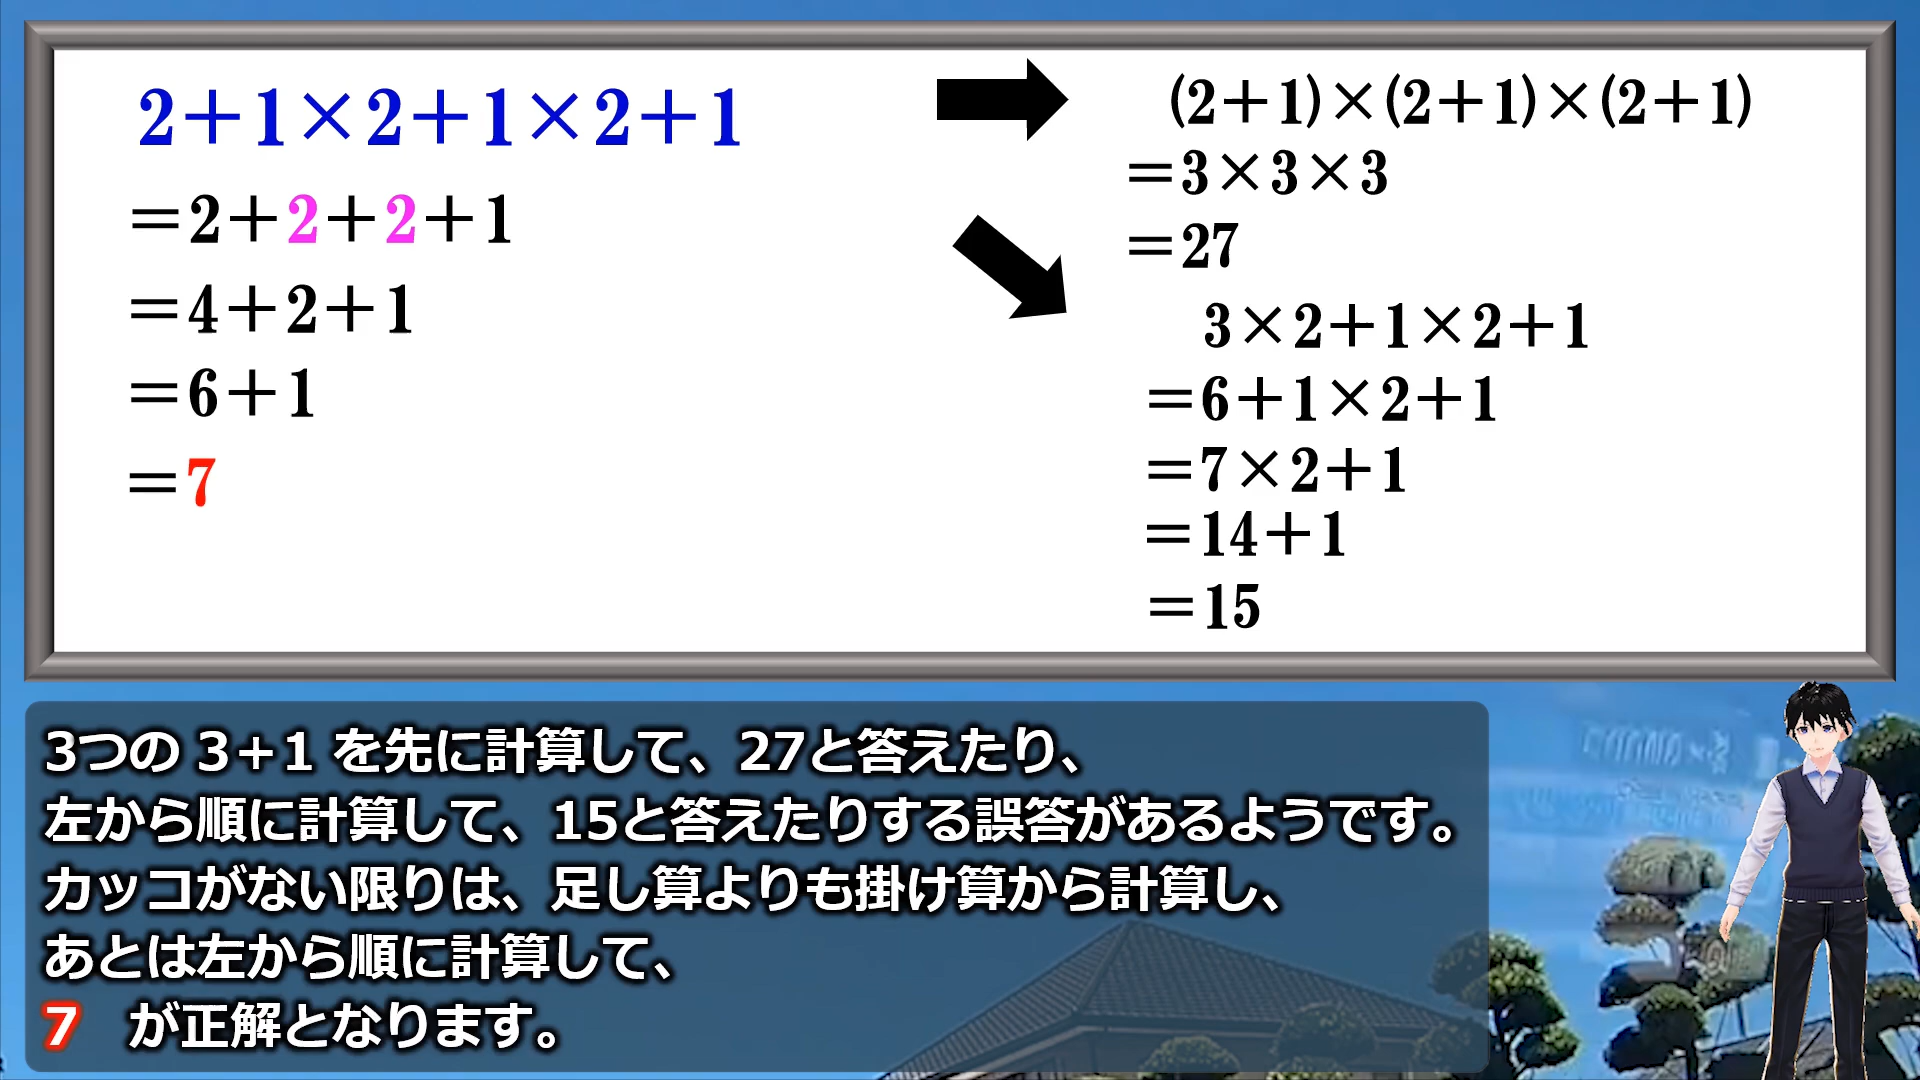 2+1×2+1×2+1
=2+2+2+1
=4+2+1
=6+1
=7
(2+1)×(2+1)×(2+1)
=3×3×3
=27
3×2+1×2+1
=6+1×2+1
=7×2+1
=14+1
=15
3つの 3+1 を先に計算して、27と答えたり、
左から順に計算して、15と答えたりする誤答があるようです。
カッコがない限りは、足し算よりも掛け算から計算し、
あとは左から順に計算して、
7 が正解となります。